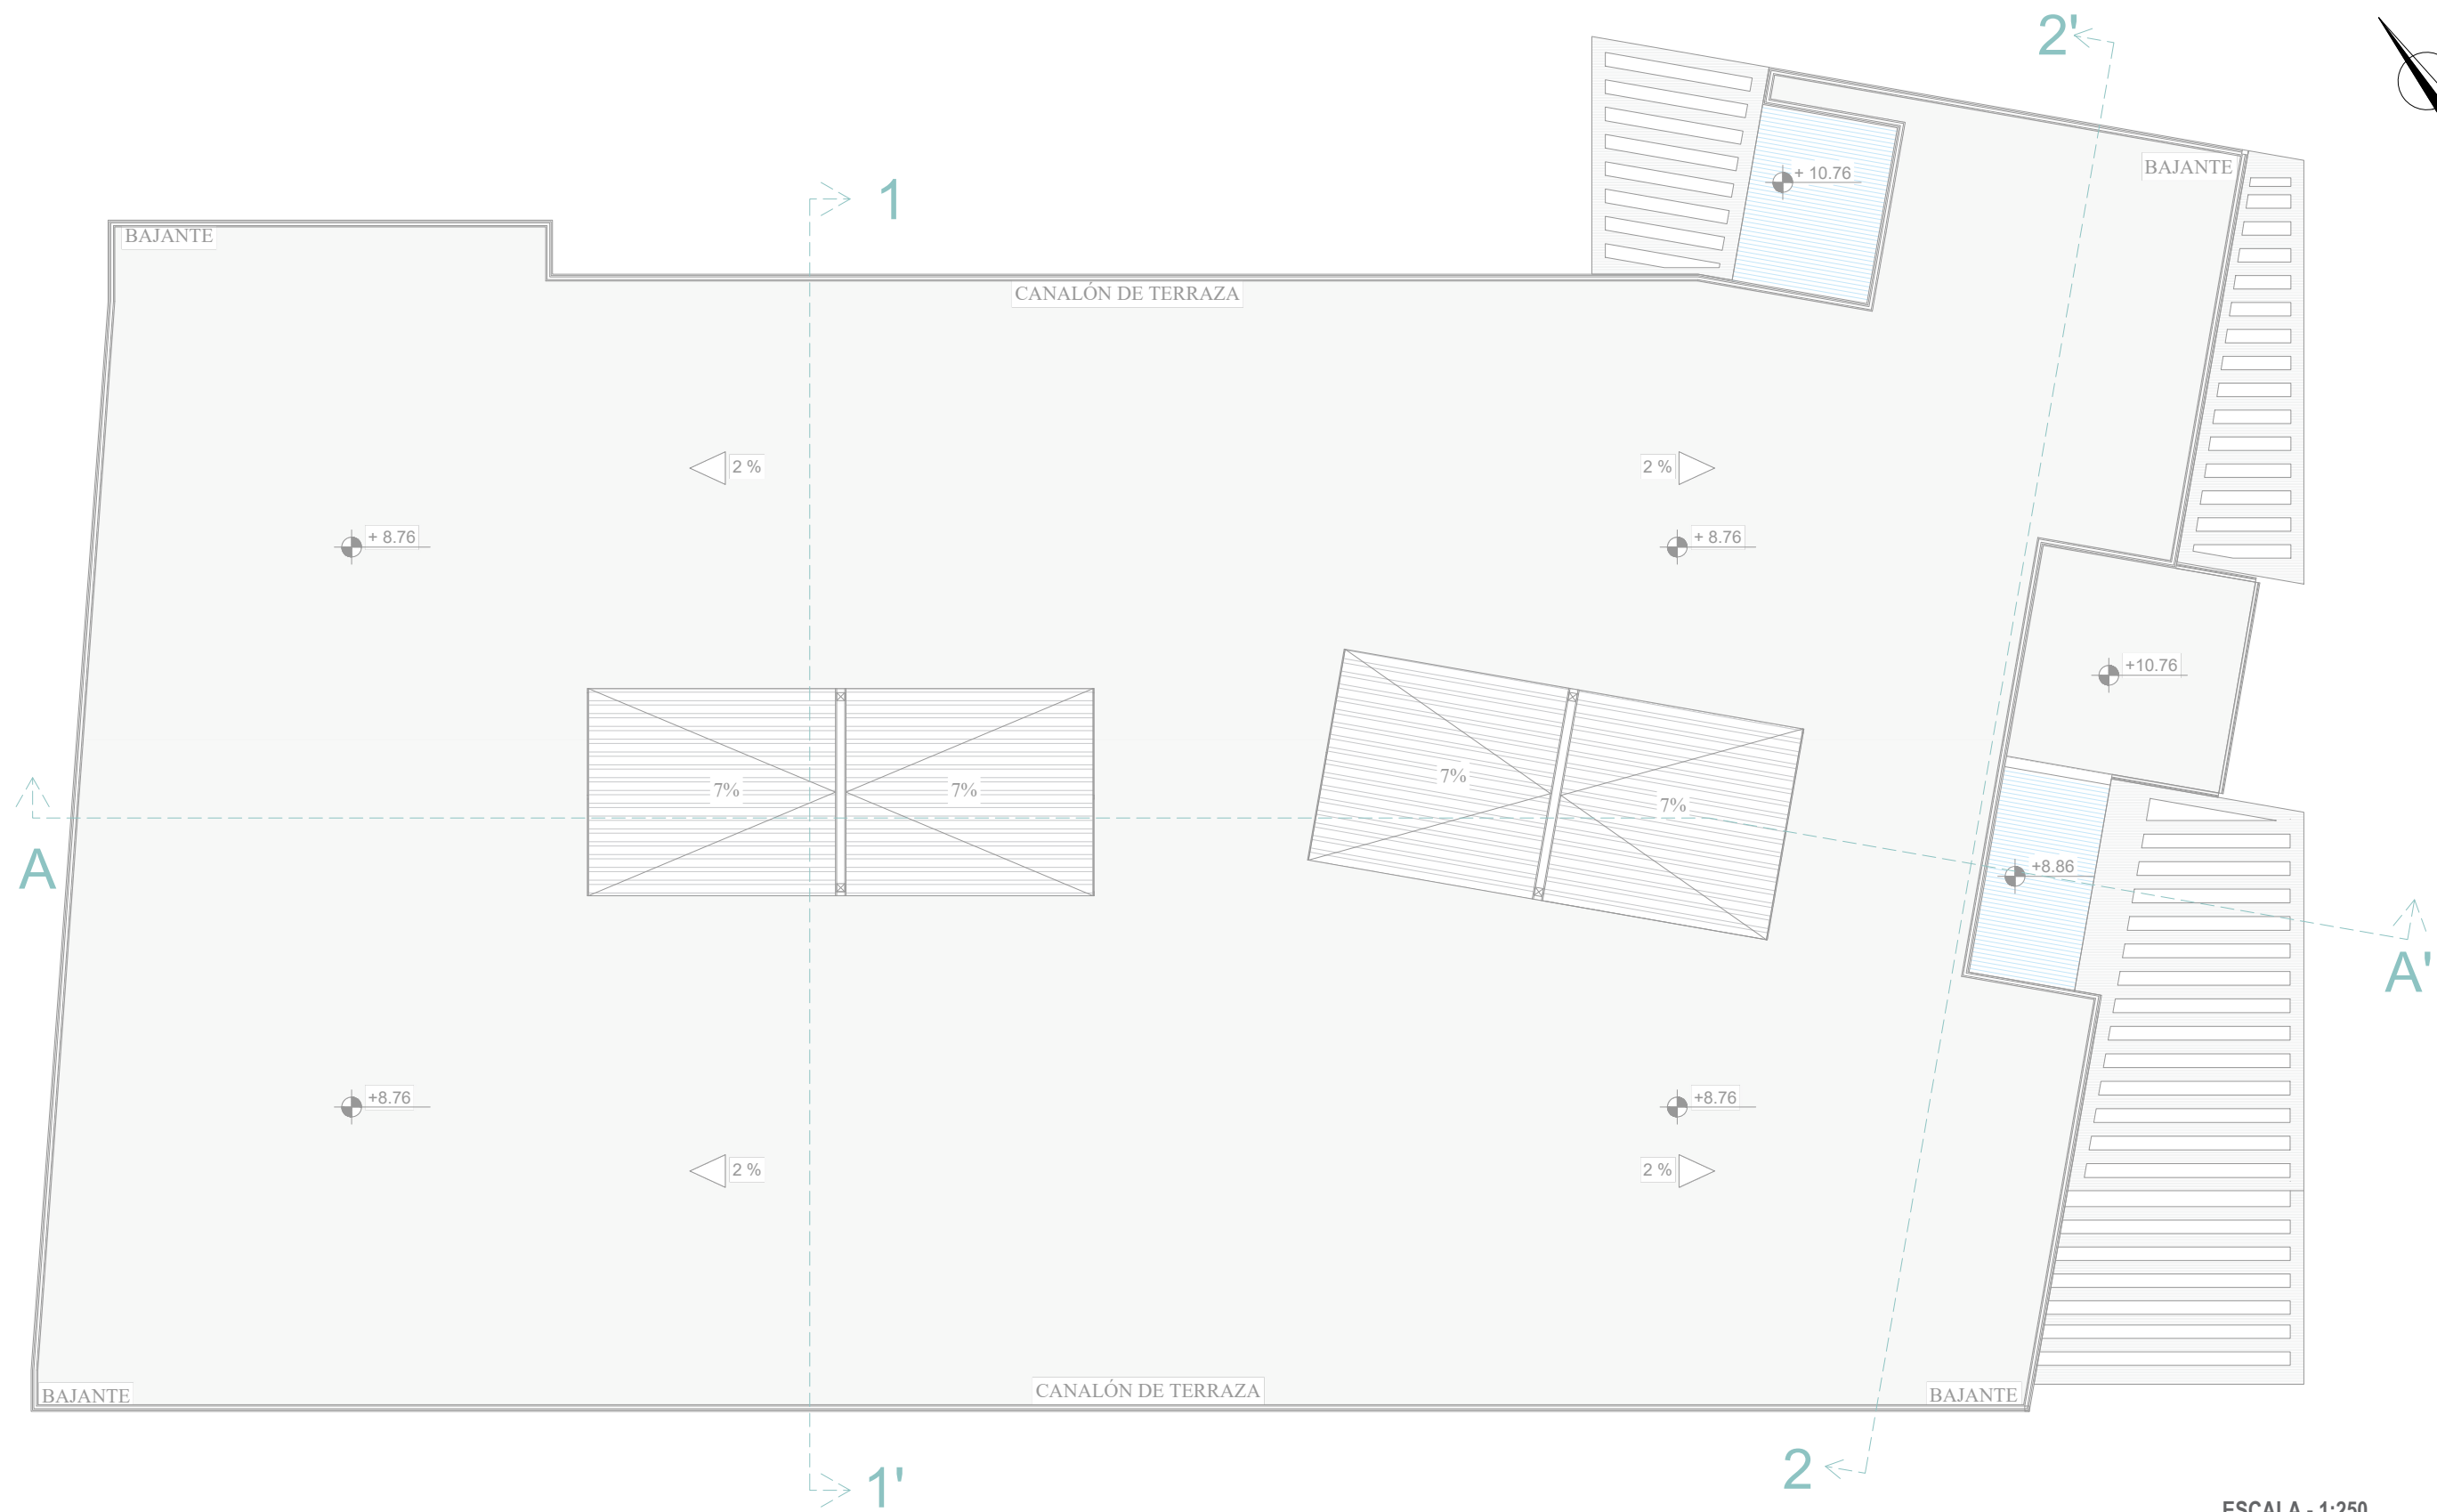 2'
+ 10.76
BAJANTE
1
BAJANTE
CANALÓN DE TERRAZA
2 %
2 %
+ 8.76
+ 8.76
+10.76
7%
7%
7%
7%
A
+8.86
A'
+8.76
+8.76
2 %
2 %
BAJANTE
CANALÓN DE TERRAZA
BAJANTE
2
1'
ESCALA - 1:250